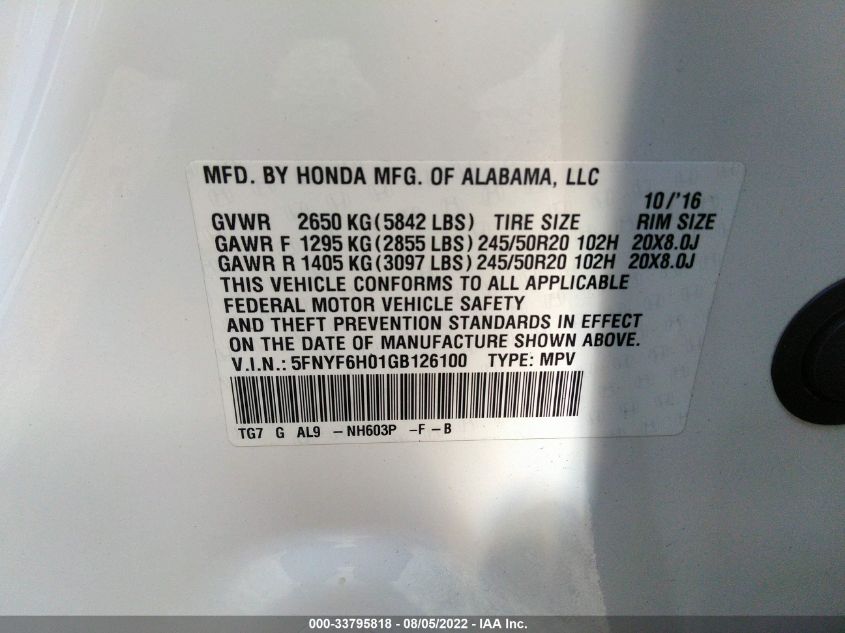 MFD. BY HONDA MFG. OF ALABAMA, LLC
10/'16
GVWR 2650 KG (5842 LBS) TIRE SIZE RIM SIZE
GAWR F 1295 KG (2855 LBS) 245/50R20 102H 20X8.0J
GAWR R 1405 KG (3097 LBS) 245/50R20 102H 20X8.0J
THIS VEHICLE CONFORMS TO ALL APPLICABLE
FEDERAL MOTOR VEHICLE SAFETY
AND THEFT PREVENTION STANDARDS IN EFFECT
ON THE DATE OF MANUFACTURE SHOWN ABOVE.
V.I.N.: 5FNYF6H01GB126100 TYPE: MPV
TG7 G AL9 – NH603P –F – B
000-33795818 - 08/05/2022 - IAA Inc.